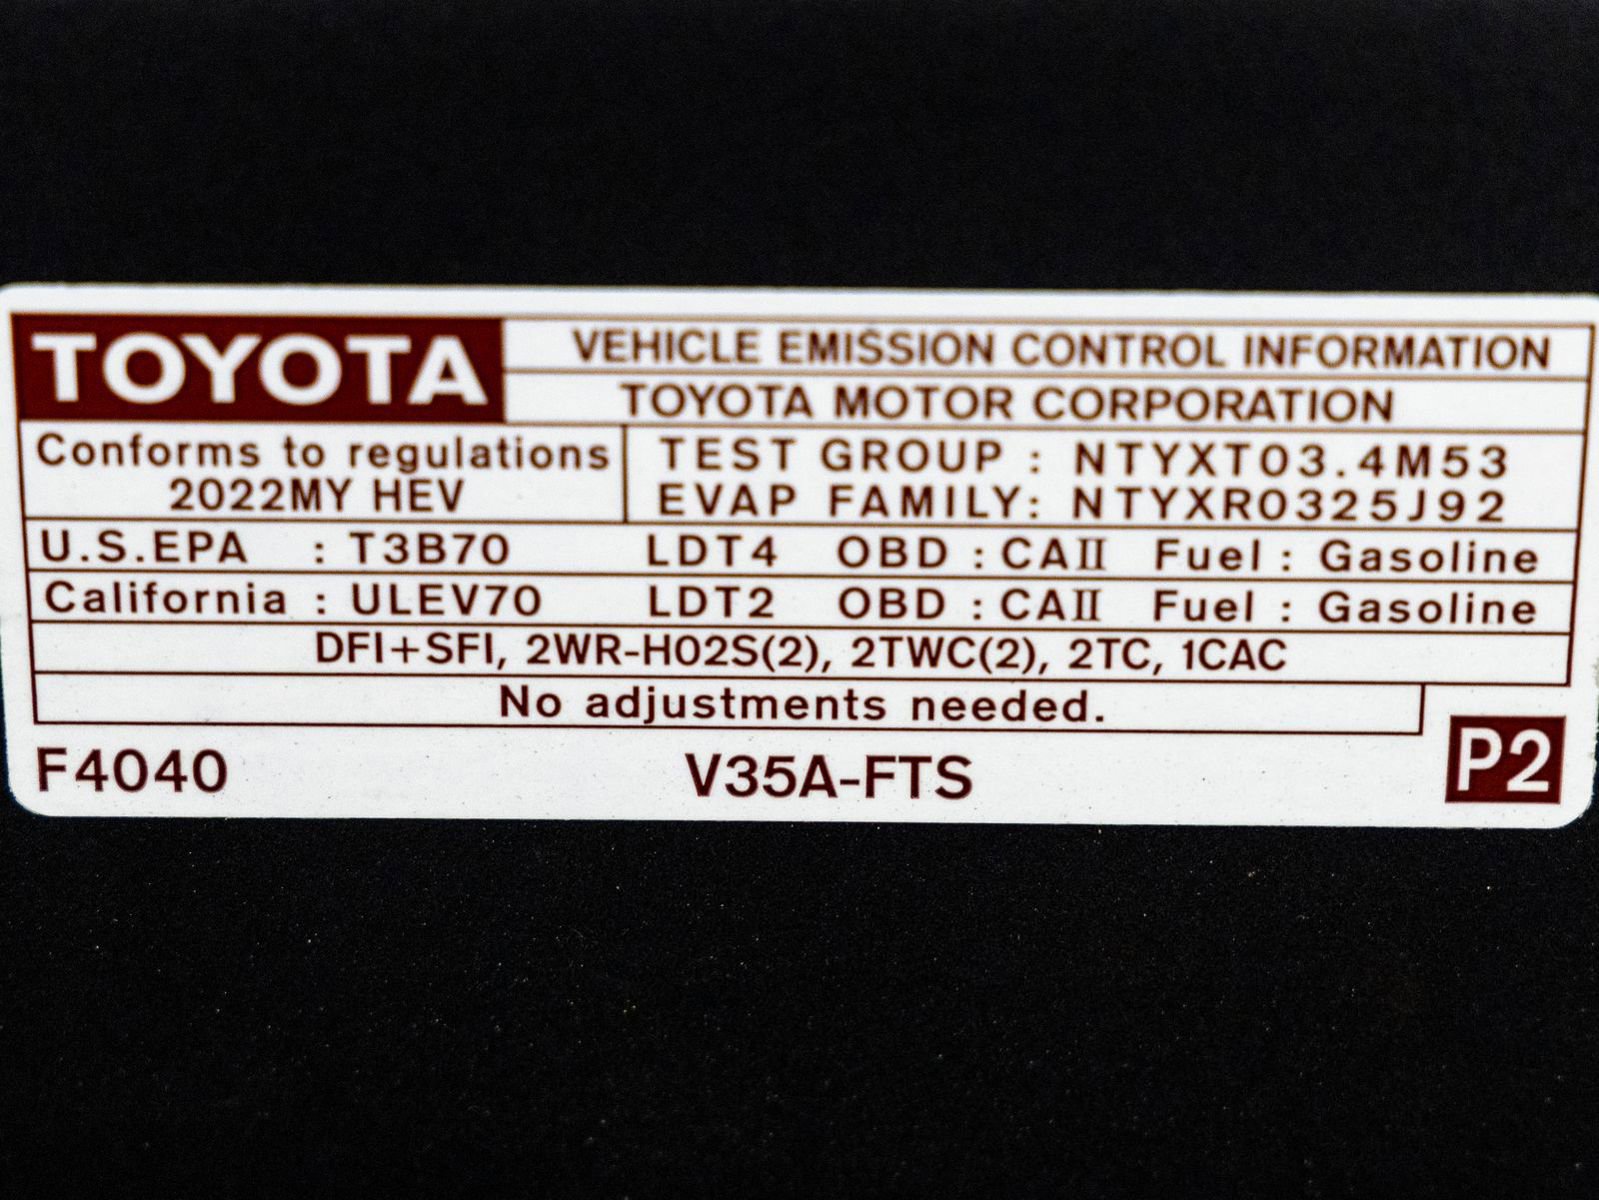 TOYOTA
VEHICLE EMISSION CONTROL INFORMATION
TOYOTA MOTOR CORPORATION
Conforms to regulations
2022MY HEV
TEST GROUP : NTYXT03.4M53
EVAP FAMILY: NTYXR0325J92
U.S.EPA : T3B70 LDT4 OBD : CAII Fuel : Gasoline
California : ULEV70 LDT2 OBD : CAII Fuel : Gasoline
DFI+SFI, 2WR-HO2S(2), 2TWC(2), 2TC, 1CAC
No adjustments needed.
F4040 V35A-FTS P2